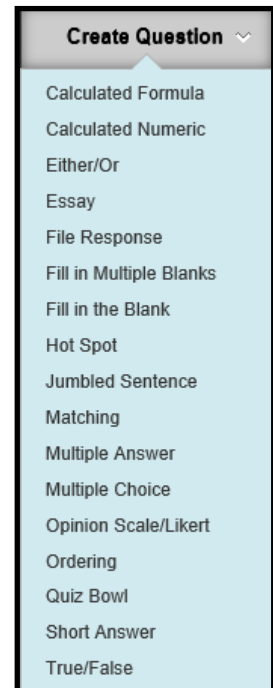 Create Question
Calculated Formula
Calculated Numeric
Either/Or
Essay
File Response
Fill in Multiple Blanks
Fill in the Blank
Hot Spot
Jumbled Sentence
Matching
Multiple Answer
Multiple Choice
Opinion Scale/Likert
Ordering
Quiz Bowl
Short Answer
True/False